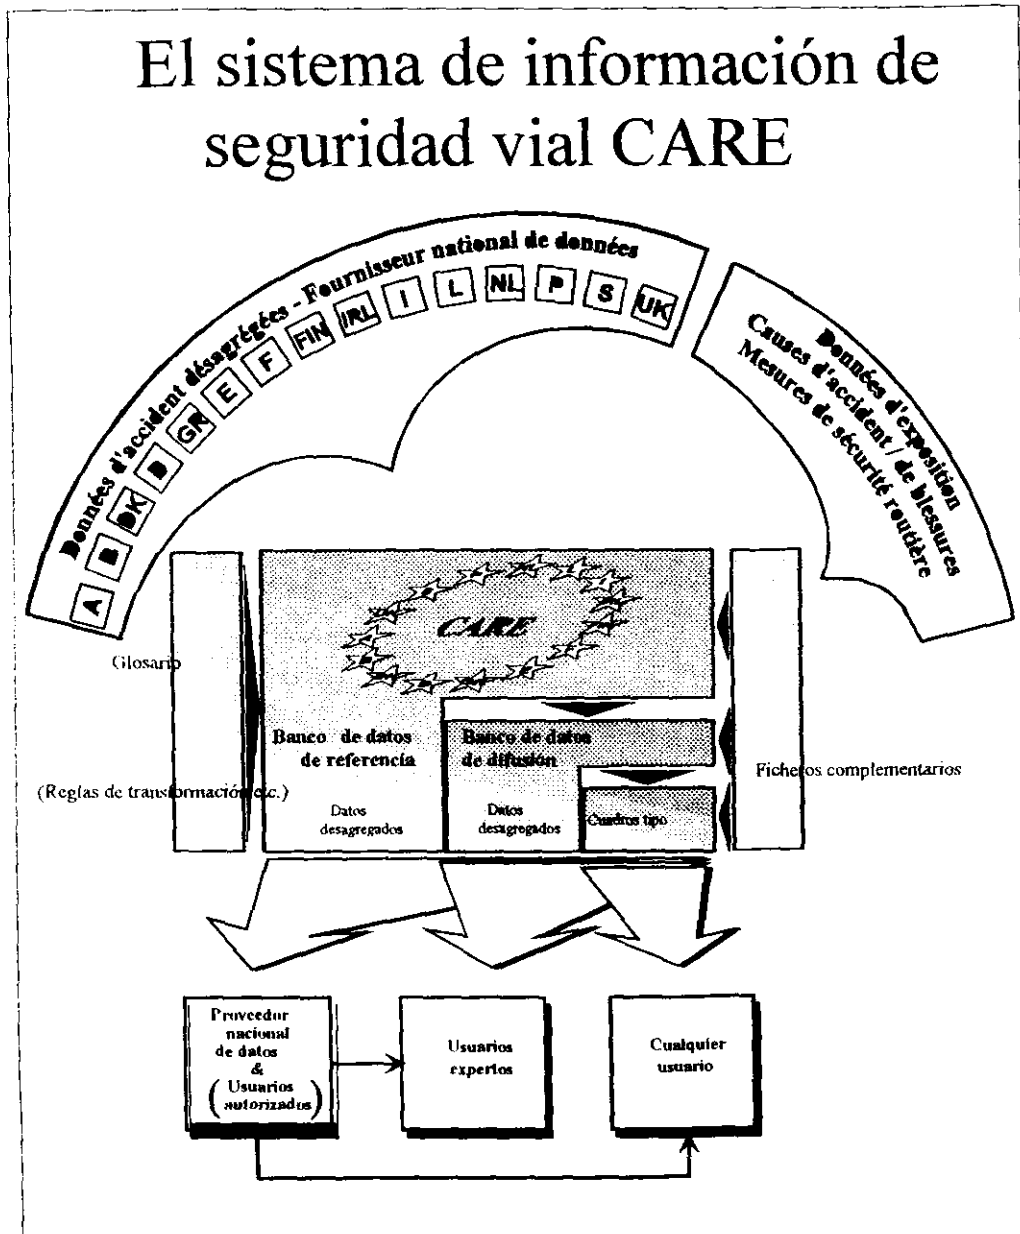 El sistema de información de
seguridad vial CARE
Données d'accident désagrégées - Fournisseur national de données
A B DK D GR E F FIN IRL I L NL P S UK
Données d'exposition
Causes d'accident / de blessures
Mesures de sécurité routière
CARE
Glosario
(Reglas de transformación etc.)
Banco de datos
de referencía
Datos
desagregados
Banco de datos
de difusión
Datos
desagregados
Cuadros tipo
Ficheros complementarios
Proveedor
nacional
de datos
&
( Usuarios
autorizados )
Usuarios
expertos
Cualquier
usuario